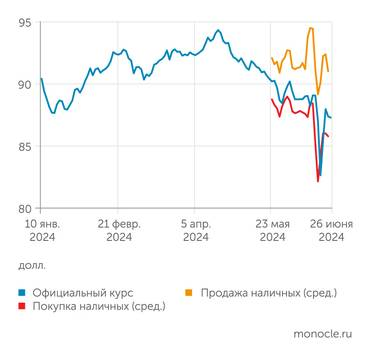 95
90
85
80
10 янв.
2024
21 февр.
2024
5 апр.
2024
23 мая
2024
26 июня
2024
долл.
Официальный курс
Продажа наличных (сред.)
Покупка наличных (сред.)
monocle.ru